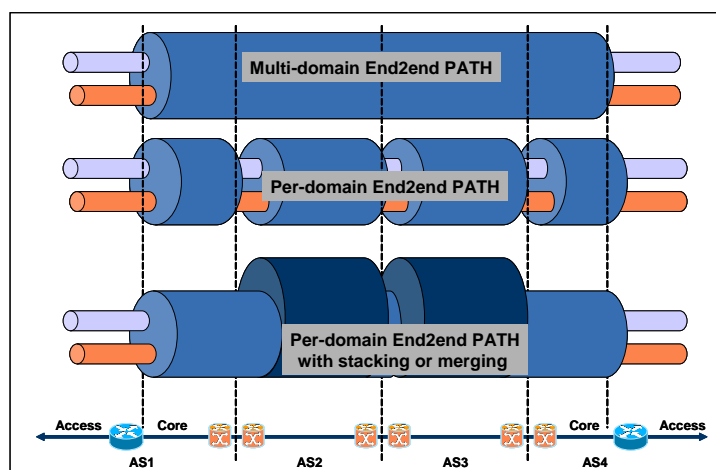 Multi-domain End2end PATH
Per-domain End2end PATH
Per-domain End2end PATH
with stacking or merging
Access Core Core Access
AS1 AS2 AS3 AS4